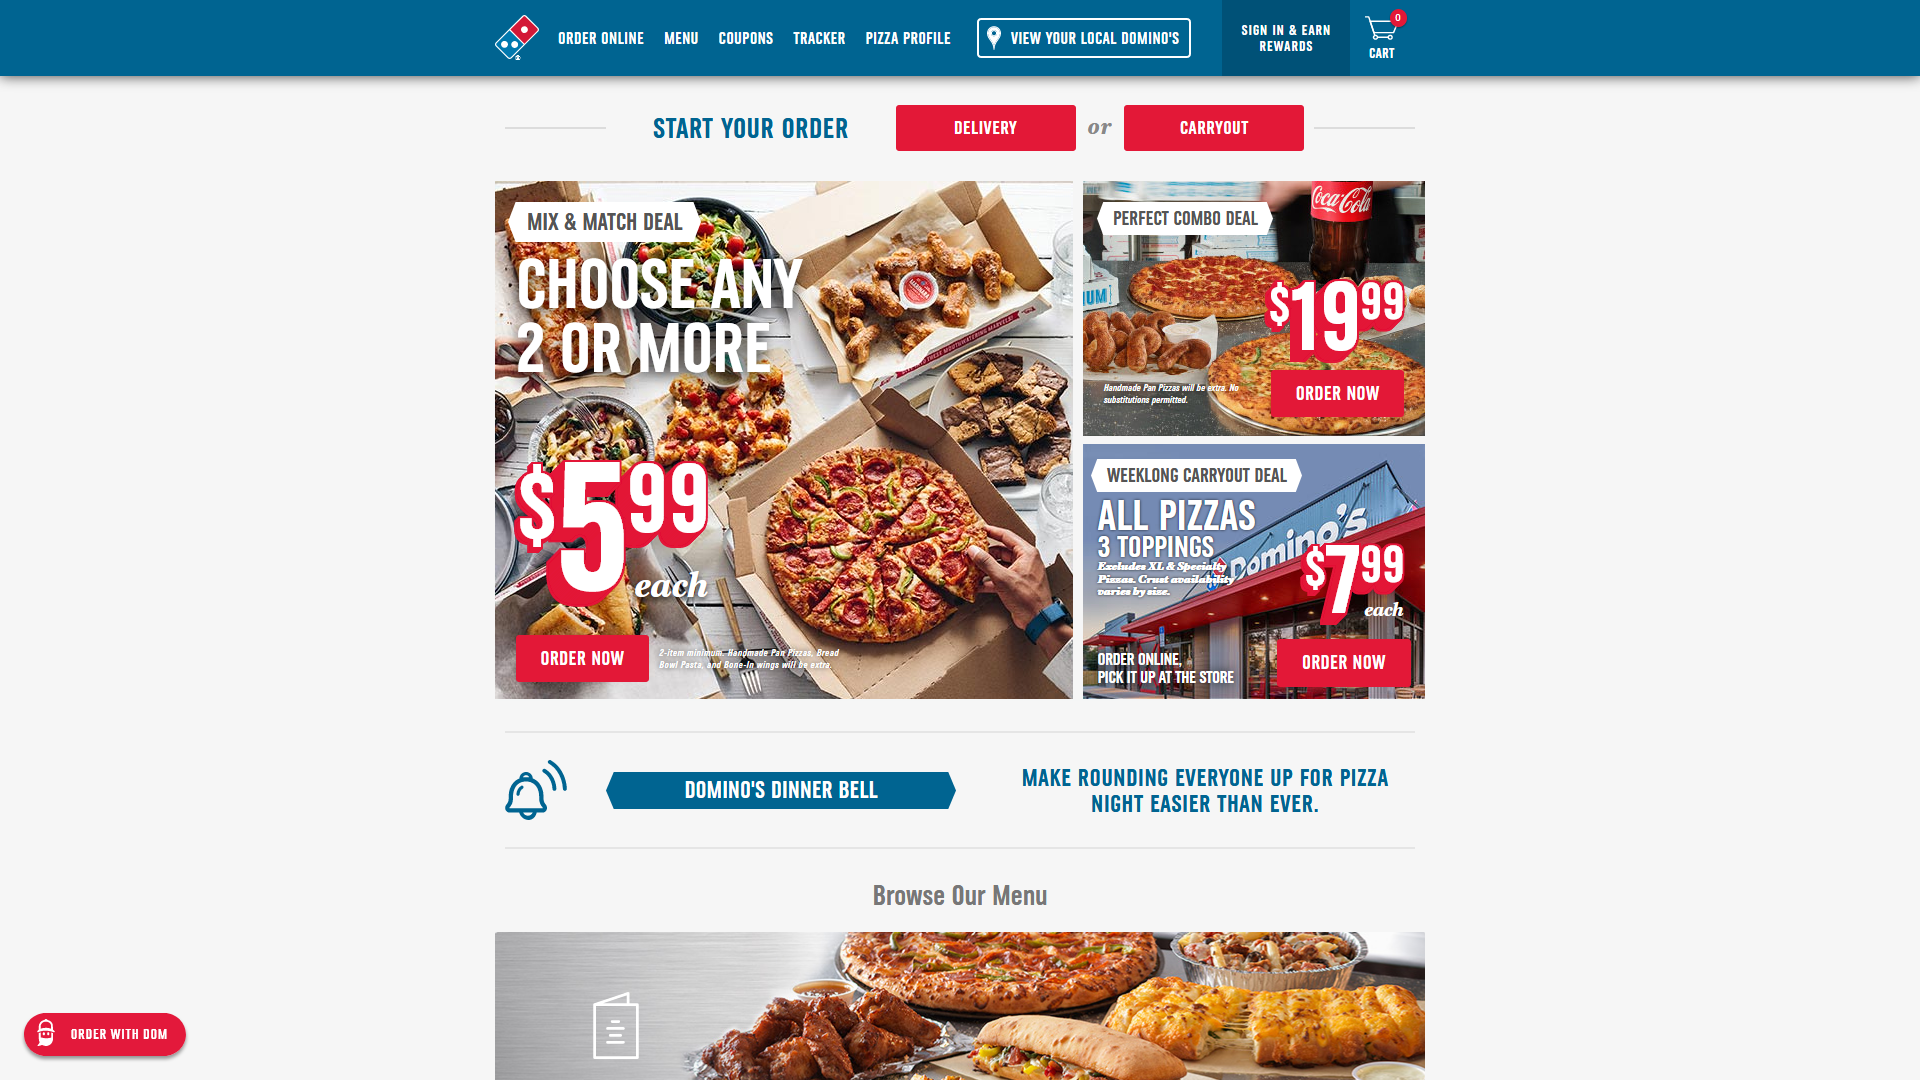 ORDER ONLINE
MENU
COUPONS
TRACKER
PIZZA PROFILE
VIEW YOUR LOCAL DOMINO'S
SIGN IN & EARN
REWARDS
0
CART
START YOUR ORDER
DELIVERY
or
CARRYOUT
MIX & MATCH DEAL
CHOOSE ANY
2 OR MORE
$5.99
each
ORDER NOW
2-item minimum. Handmade Pan Pizzas, Bread
Bowl Pasta, and Bone-In wings will be extra.
Coca-Cola
PERFECT COMBO DEAL
$19.99
Handmade Pan Pizzas will be extra. No
substitutions permitted.
ORDER NOW
WEEKLONG CARRYOUT DEAL
ALL PIZZAS
3 TOPPINGS
Excludes XL & Specialty
Pizzas. Crust availability
varies by size.
Domino's
$7.99
each
ORDER ONLINE,
PICK IT UP AT THE STORE
ORDER NOW
DOMINO'S DINNER BELL
MAKE ROUNDING EVERYONE UP FOR PIZZA
NIGHT EASIER THAN EVER.
Browse Our Menu
ORDER WITH DOM